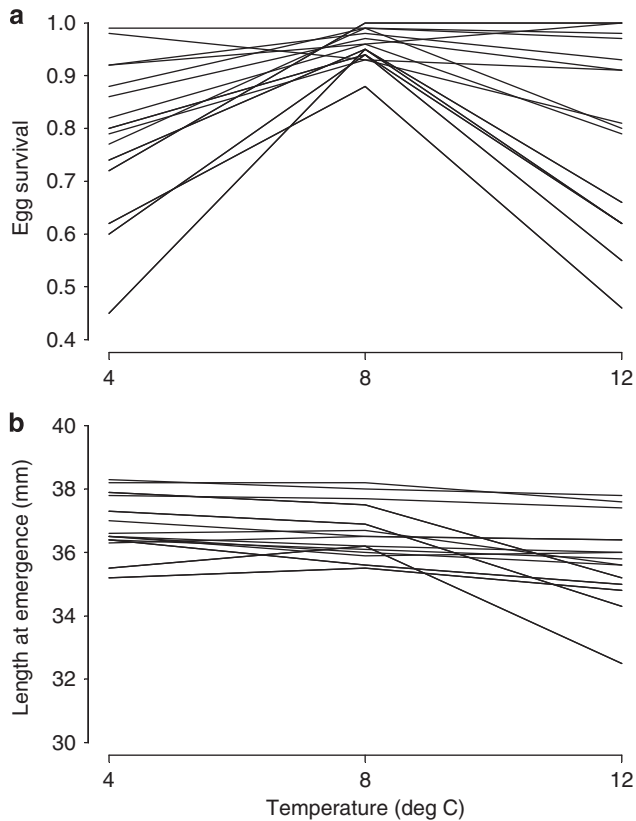 a
1.0
0.9
0.8
0.7
0.6
0.5
0.4
Egg survival
4 8 12
b
40
38
36
34
32
30
Length at emergence (mm)
4 8 12
Temperature (deg C)